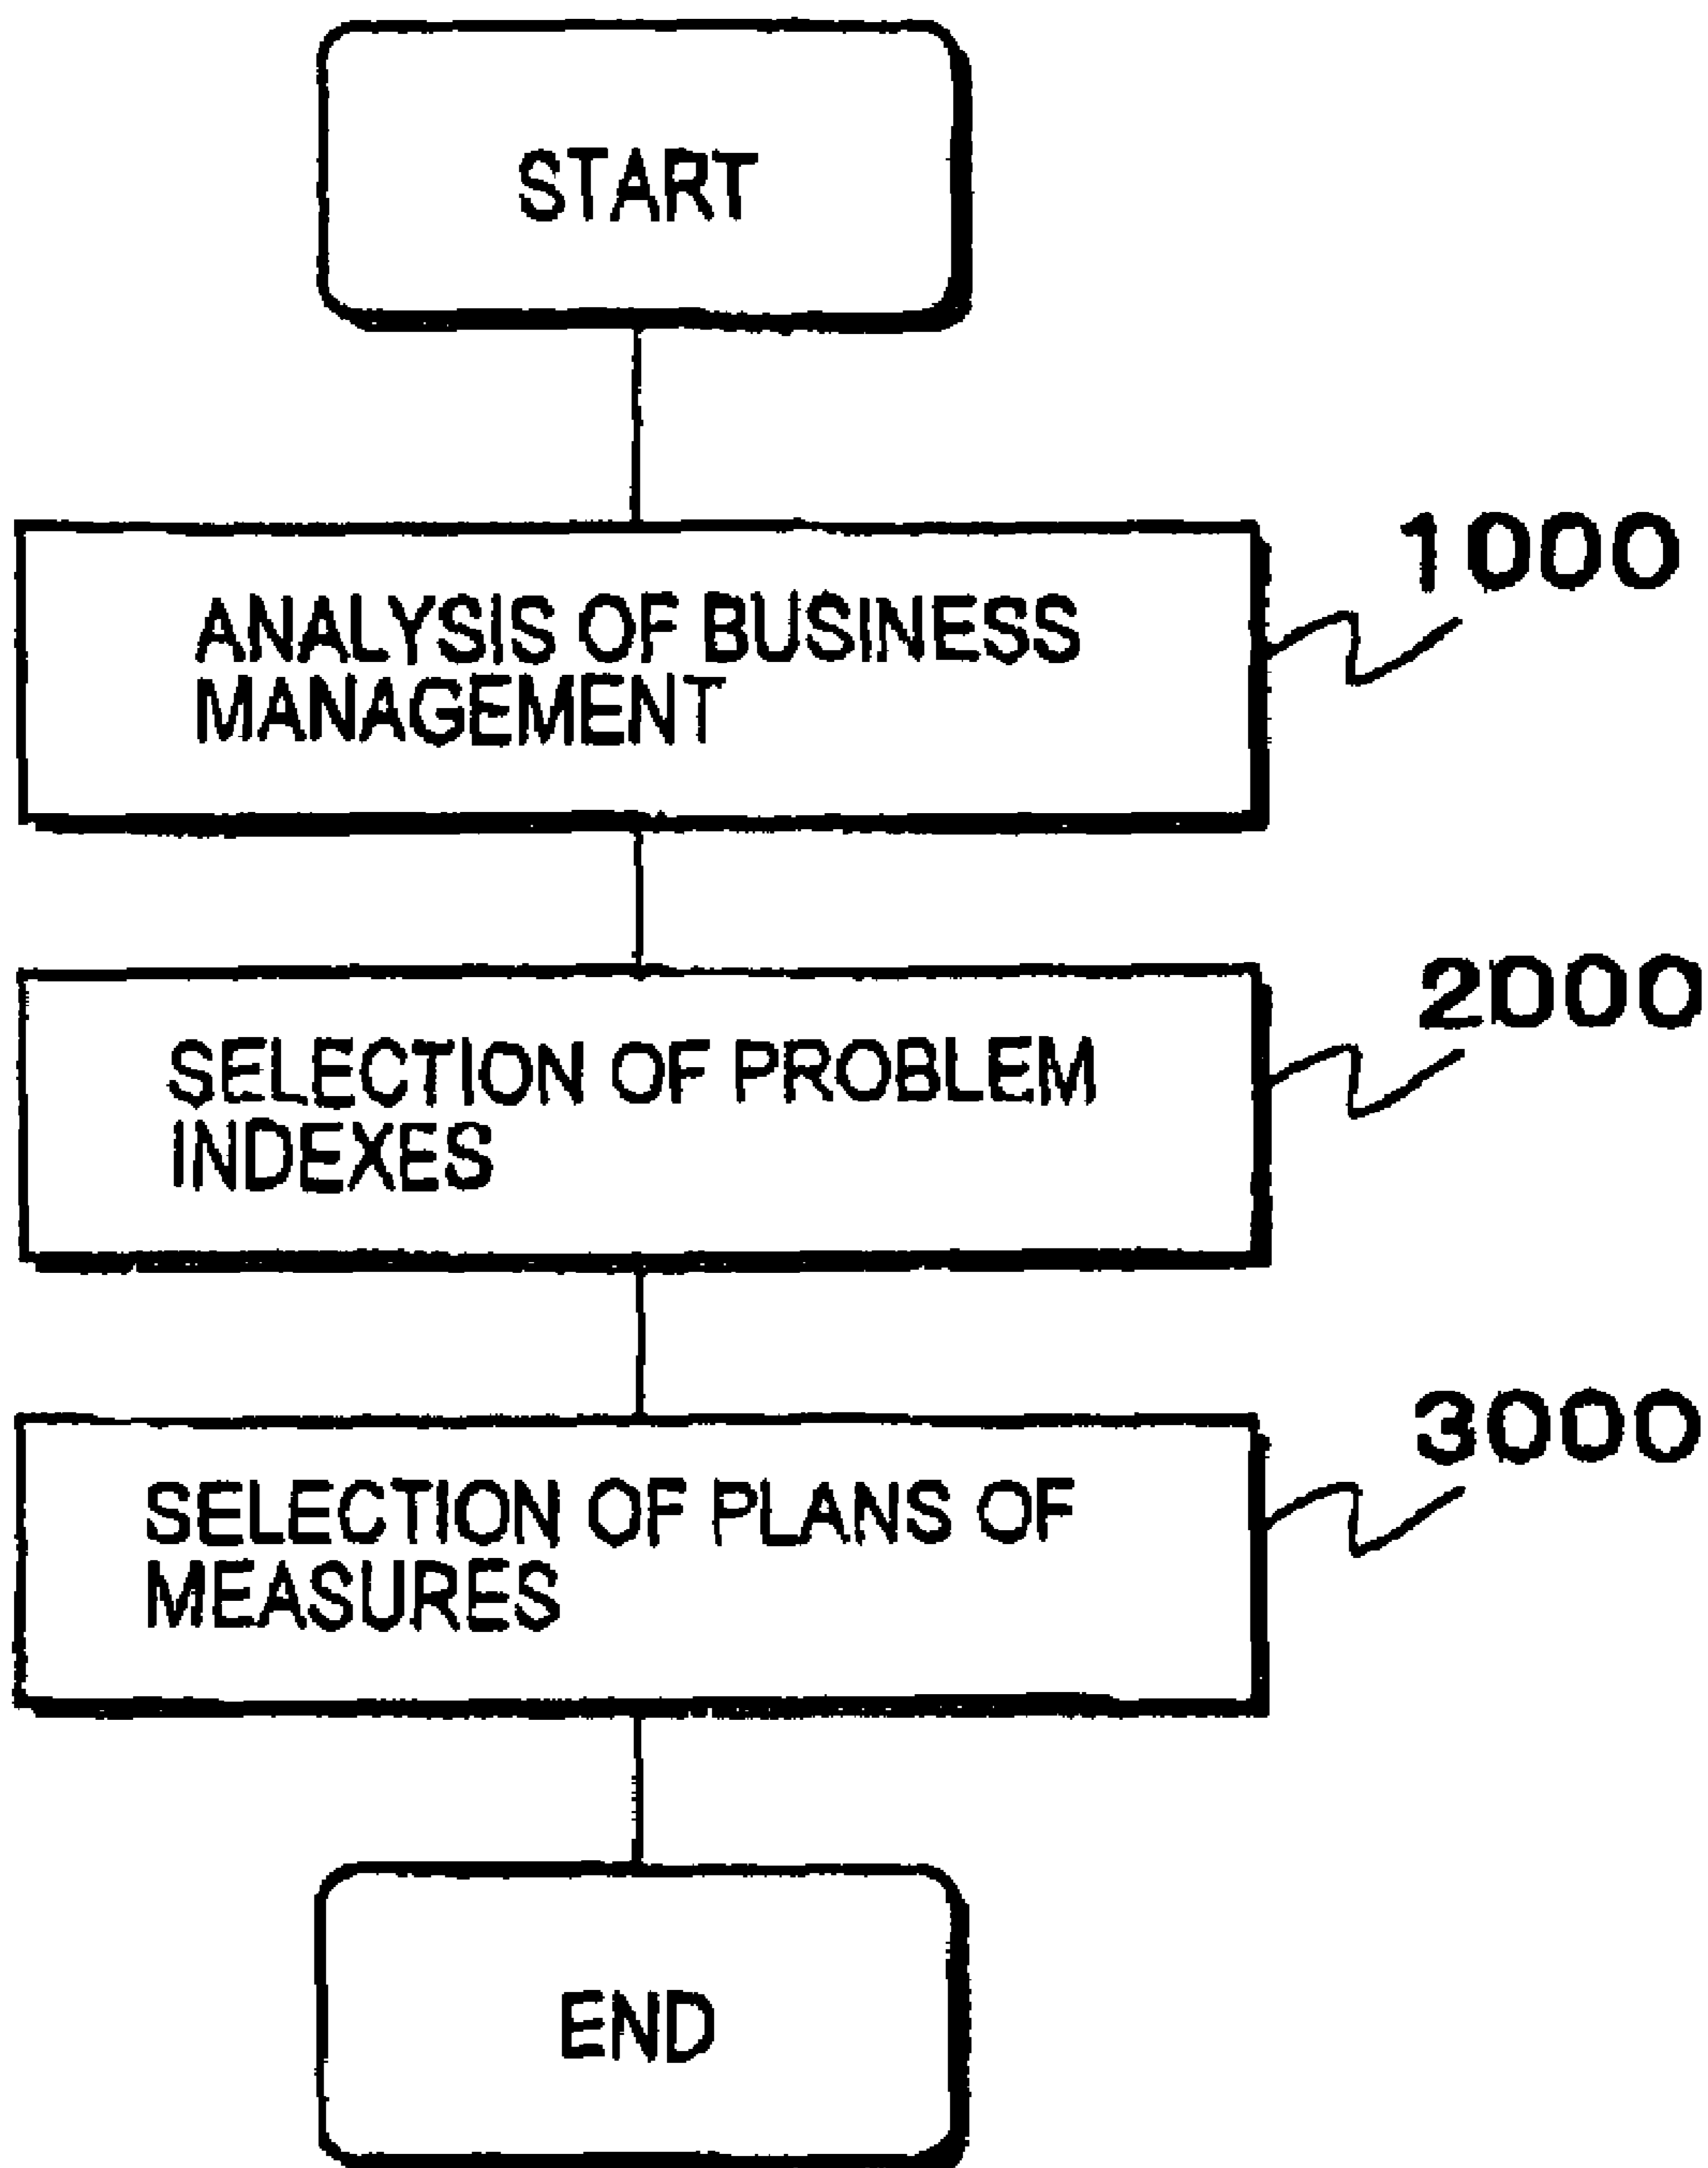 START
1000
ANALYSIS OF BUSINESS
MANAGEMENT
2000
SELECTION OF PROBLEM
INDEXES
3000
SELECTION OF PLANS OF
MEASURES
END